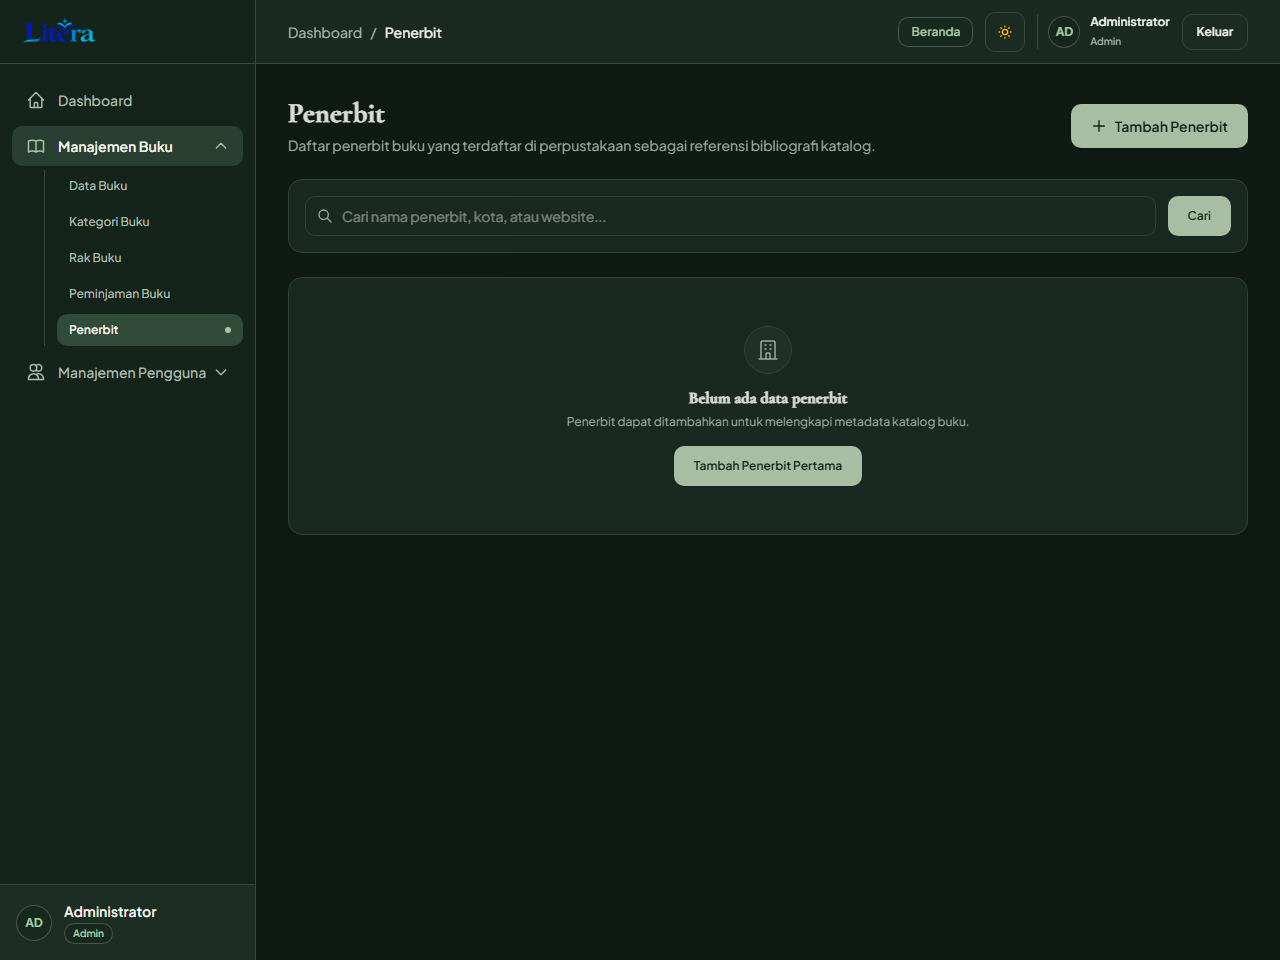 Litera
Dashboard / Penerbit
Beranda
AD
Administrator
Admin
Keluar
Dashboard
Manajemen Buku
Data Buku
Kategori Buku
Rak Buku
Peminjaman Buku
Penerbit
Manajemen Pengguna
Penerbit
Daftar penerbit buku yang terdaftar di perpustakaan sebagai referensi bibliografi katalog.
Tambah Penerbit
Cari nama penerbit, kota, atau website...
Cari
Belum ada data penerbit
Penerbit dapat ditambahkan untuk melengkapi metadata katalog buku.
Tambah Penerbit Pertama
AD
Administrator
Admin